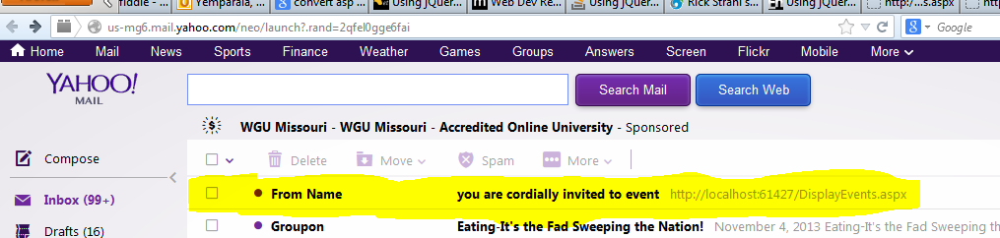 fiddle - Yemparala, convert asp Using jQuer... Web Dev Re... Using jQuer... Rick Strahl s Using jQuer... http:/...s.aspx http:/
us-mg6.mail.yahoo.com/neo/launch?.rand=2qfel0gge6fai Google
Home Mail News Sports Finance Weather Games Groups Answers Screen Flickr Mobile More
YAHOO! MAIL
Search Mail Search Web
WGU Missouri - WGU Missouri - Accredited Online University - Sponsored
Compose
Delete Move Spam More
Inbox (99+)
From Name you are cordially invited to event http://localhost:61427/DisplayEvents.aspx
Drafts (16)
Groupon Eating-It's the Fad Sweeping the Nation! November 4, 2013 Eating-It's the Fad Sweeping the